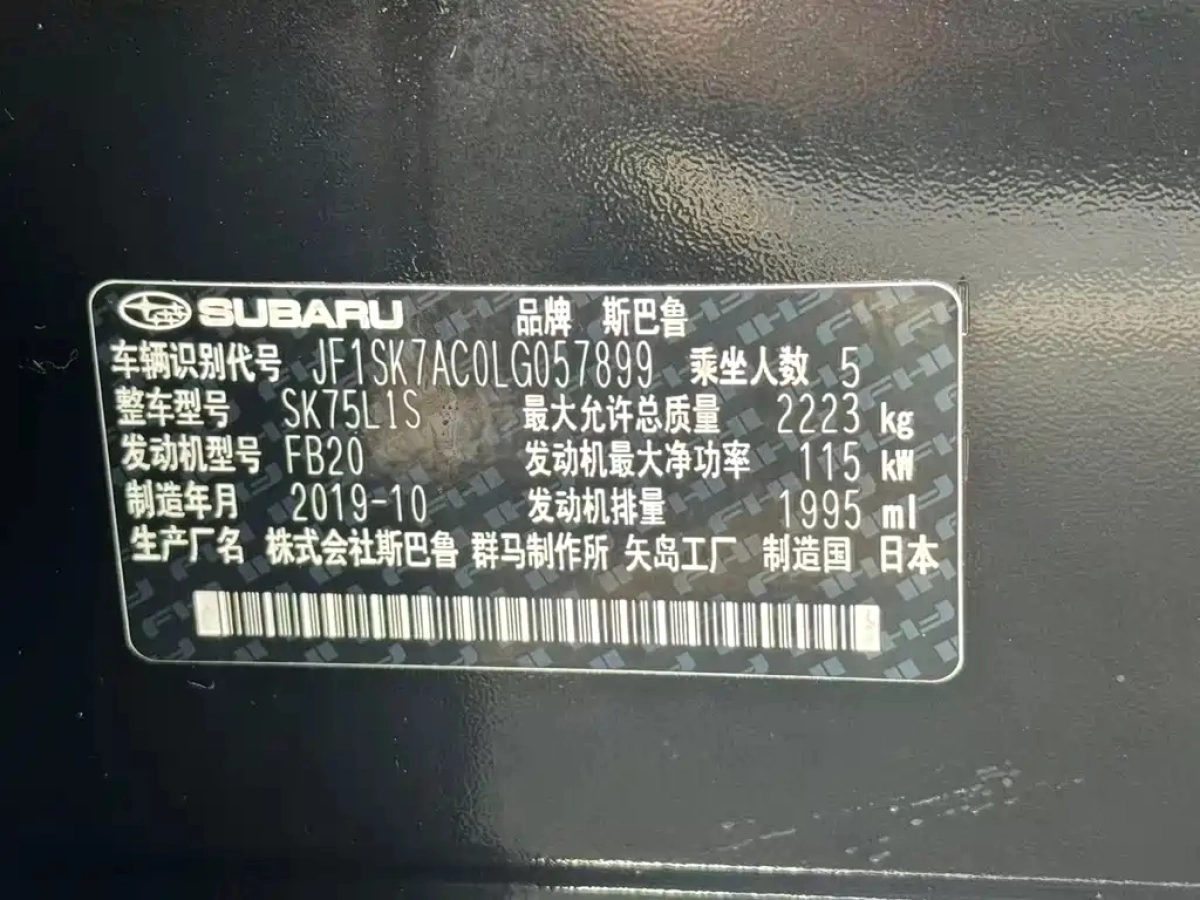 SUBARU 品牌 斯巴鲁
车辆识别代号 JF1SK7AC0LG057899 乘坐人数 5
整车型号 SK75L1S 最大允许总质量 2223 kg
发动机型号 FB20 发动机最大净功率 115 kW
制造年月 2019-10 发动机排量 1995 ml
生产厂名 株式会社斯巴鲁 群马制作所 矢岛工厂 制造国 日本